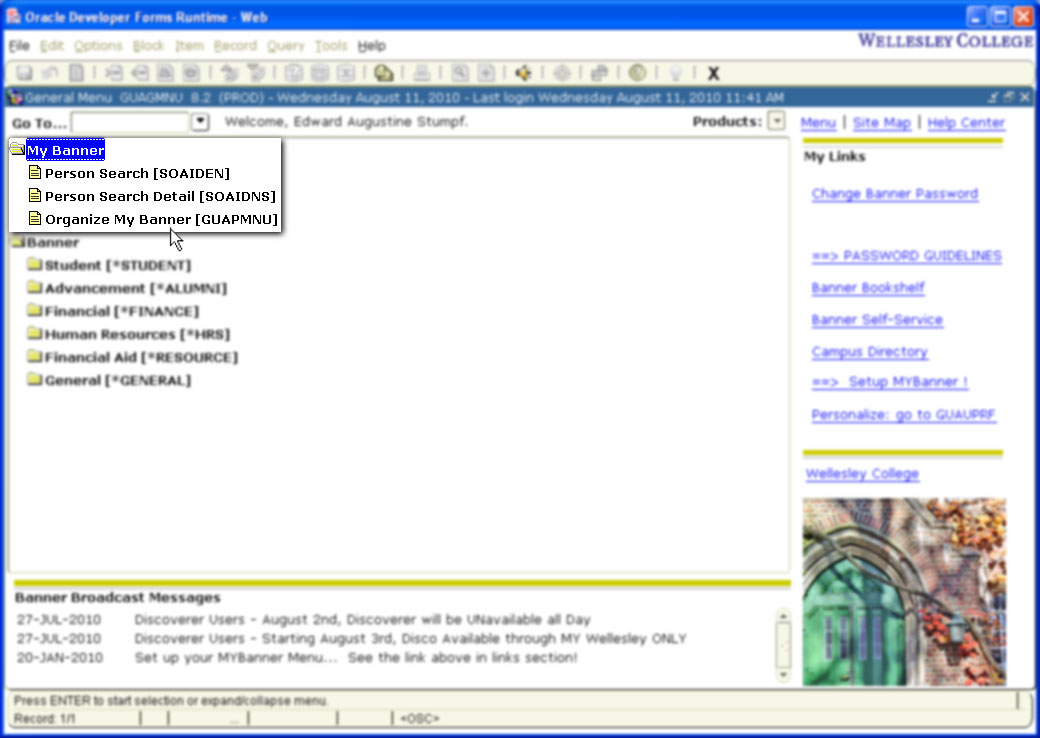 Oracle Developer Forms Runtime - Web
File Edit Options Block Item Record Query Tools Help
WELLESLEY COLLEGE
General Menu GUAGMNU 8.2 (PROD) - Wednesday August 11, 2010 - Last login Wednesday August 11, 2010 11:41 AM
Go To... Welcome, Edward Augustine Stumpf. Products: Menu | Site Map | Help Center
My Banner
Person Search [SOAIDEN]
Person Search Detail [SOAIDNS]
Organize My Banner [GUAPMNU]
Banner
Student [*STUDENT]
Advancement [*ALUMNI]
Financial [*FINANCE]
Human Resources [*HRS]
Financial Aid [*RESOURCE]
General [*GENERAL]
My Links
Change Banner Password
==> PASSWORD GUIDELINES
Banner Bookshelf
Banner Self-Service
Campus Directory
==> Setup MYBanner !
Personalize: go to GUAUPRF
Wellesley College
Banner Broadcast Messages
27-JUL-2010 Discoverer Users - August 2nd, Discoverer will be UNavailable all Day
27-JUL-2010 Discoverer Users - Starting August 3rd, Disco Available through MY Wellesley ONLY
20-JAN-2010 Set up your MYBanner Menu... See the link above in links section!
Press ENTER to start selection or expand/collapse menu.
Record: 1/1 ... <OSC>